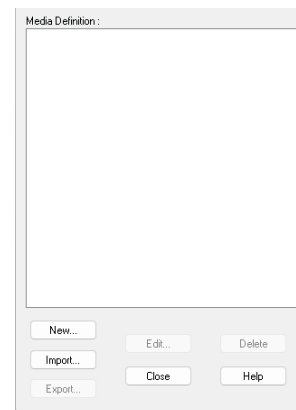 Media Definition :
New...
Edit...
Delete
Import...
Close
Help
Export...